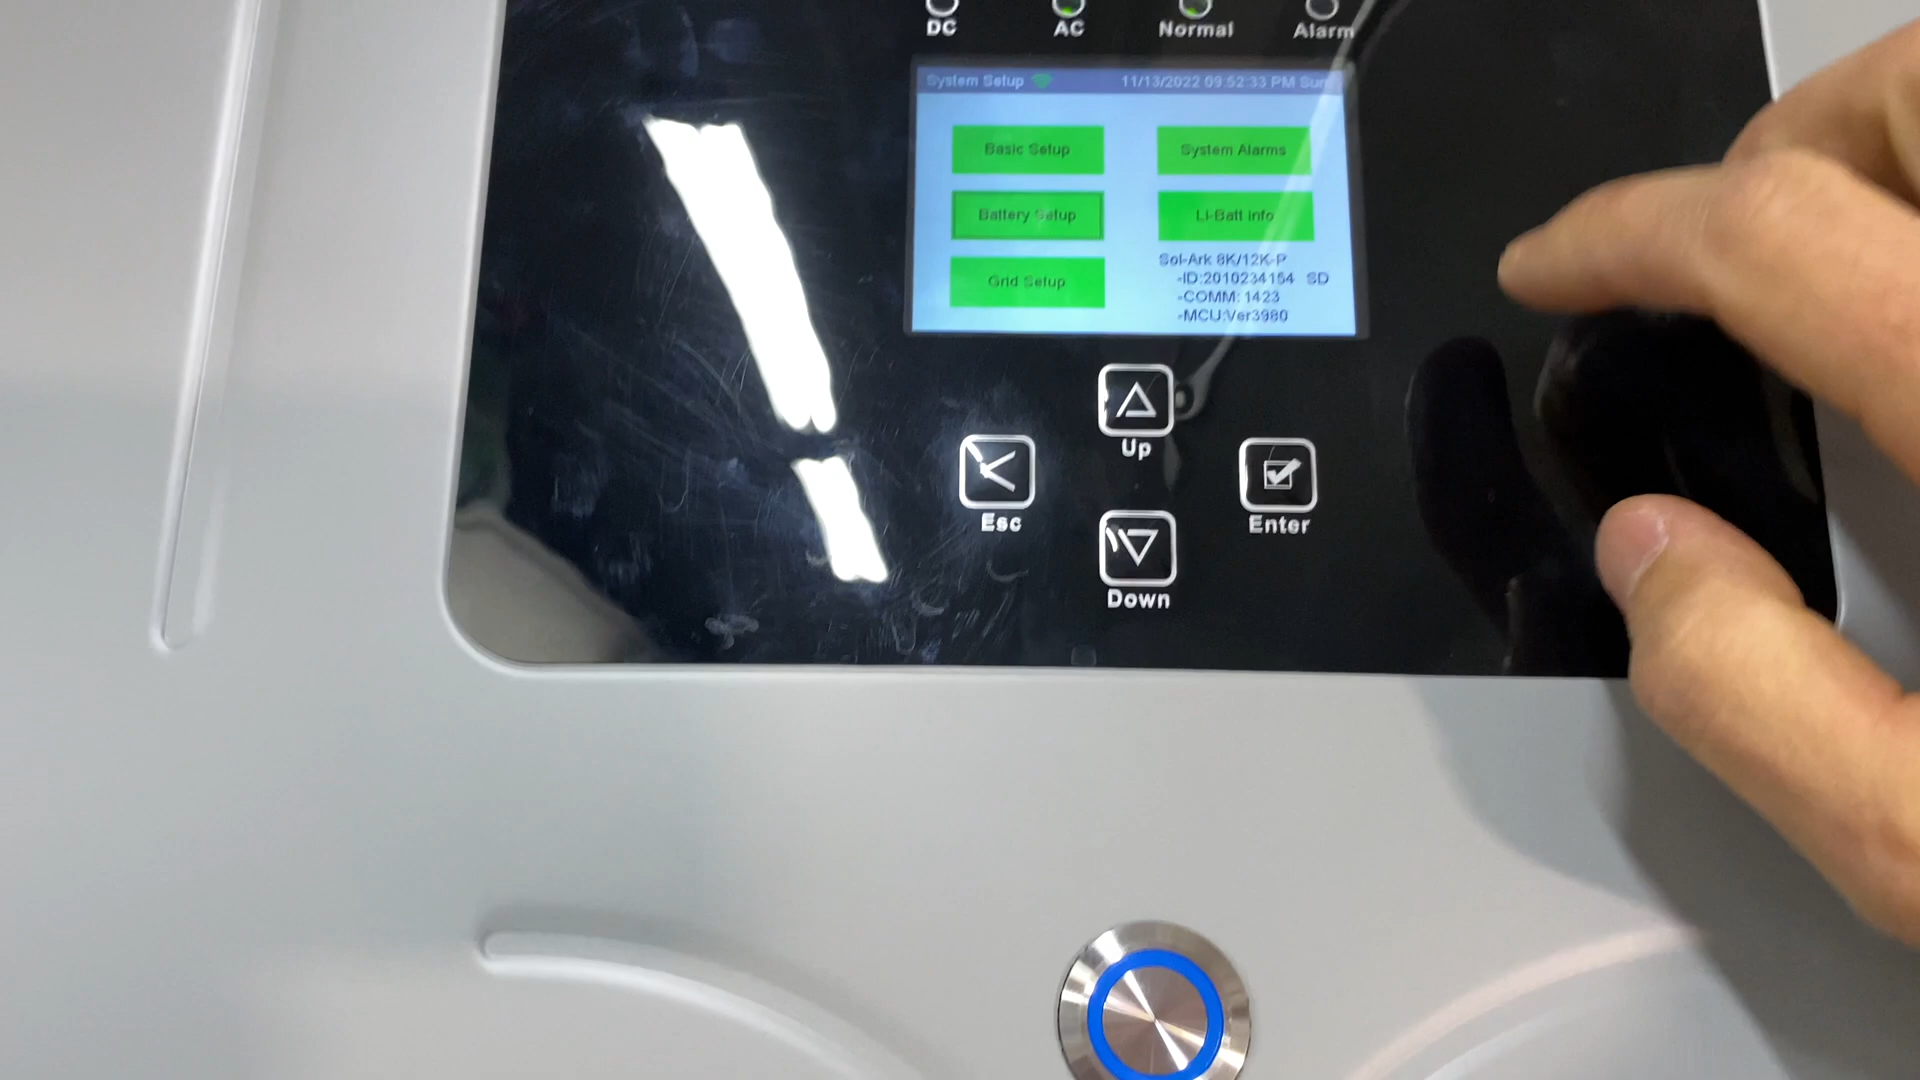 DC AC Normal Alarm
System Setup 11/13/2022 09:52:33 PM Sun
Basic Setup System Alarms
Battery Setup Li-Batt info
Grid Setup
Sol-Ark 8K/12K-P
-ID:2010234154 SD
-COMM: 1423
-MCU:Ver3980
Up
Esc Enter
Down